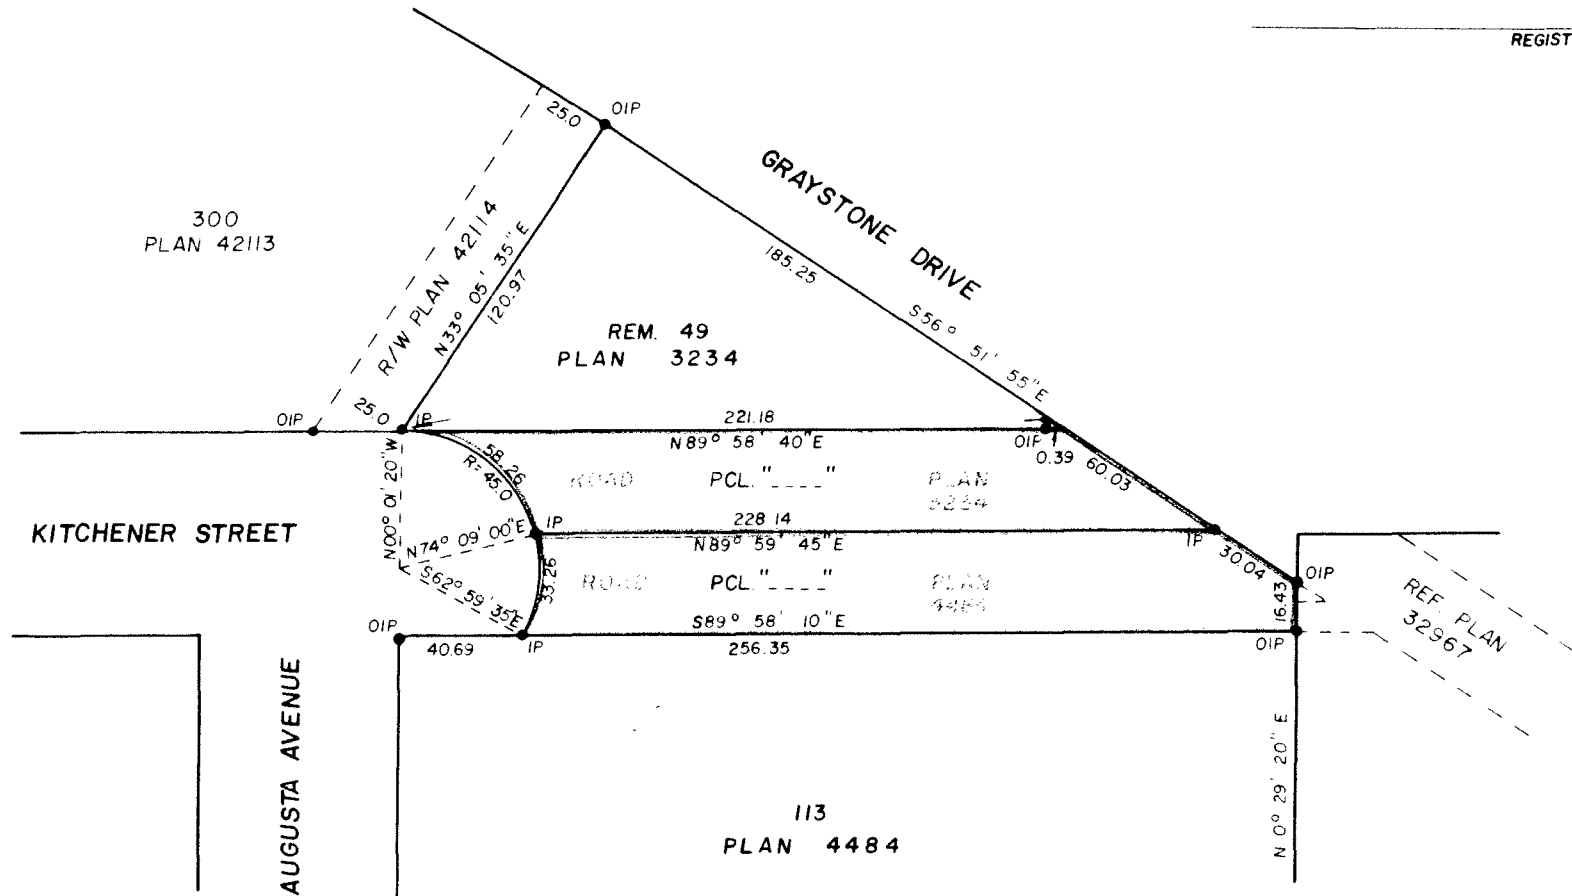 REGIST
OIP
25.0
GRAYSTONE DRIVE
300
PLAN 42113
R/W PLAN 42114
N33° 05' 35"E
120.97
185.25
S56° 51' 55"E
REM. 49
PLAN 3234
OIP
25.0
IP
221.18
N89° 58' 40"E
OIP
0.39
60.03
58.26
R=45.0
ROAD
PCL. "____"
PLAN
3234
N00° 01' 20"W
KITCHENER STREET
N74° 09' 00"E
IP
228.14
N89° 59' 45"E
IP
30.04
OIP
S62° 59' 35"E
33.26
ROAD
PCL. "____"
PLAN
4484
16.43
REF. PLAN
32967
S89° 58' 10"E
OIP
40.69
IP
256.35
OIP
AUGUSTA AVENUE
N 0° 29' 20" E
113
PLAN 4484